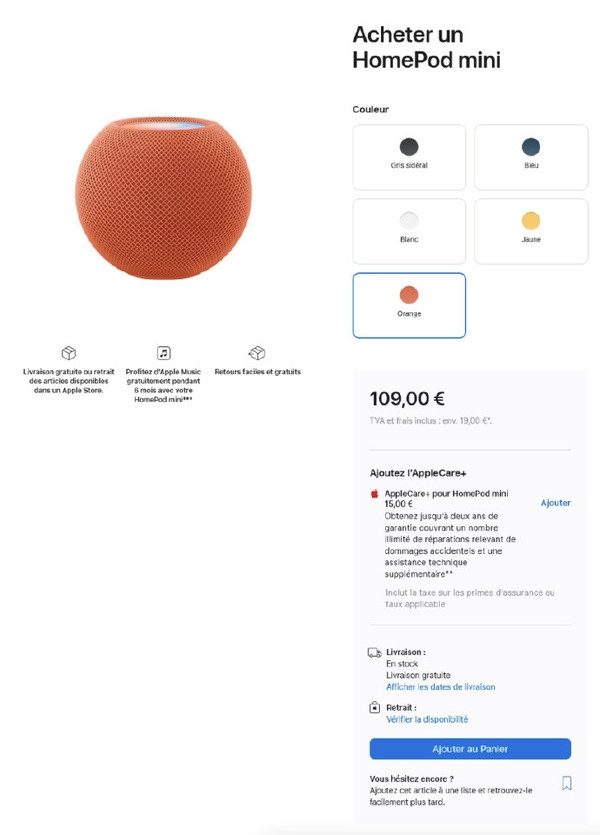 Acheter un
HomePod mini
Couleur
Gris sidéral
Bleu
Blanc
Jaune
Orange
Livraison gratuite ou retrait
des articles disponibles
dans un Apple Store.
Profitez d'Apple Music
gratuitement pendant
6 mois avec votre
HomePod mini***
Retours faciles et gratuits
109,00 €
TVA et frais inclus : env. 19,00 €*.
Ajoutez l'AppleCare+
AppleCare+ pour HomePod mini
15,00 €
Ajouter
Obtenez jusqu'à deux ans de
garantie couvrant un nombre
illimité de réparations relevant de
dommages accidentels et une
assistance technique
supplémentaire**
Inclut la taxe sur les primes d'assurance au
taux applicable
Livraison :
En stock
Livraison gratuite
Afficher les dates de livraison
Retrait :
Vérifier la disponibilité
Ajouter au Panier
Vous hésitez encore ?
Ajoutez cet article à une liste et retrouvez-le
facilement plus tard.